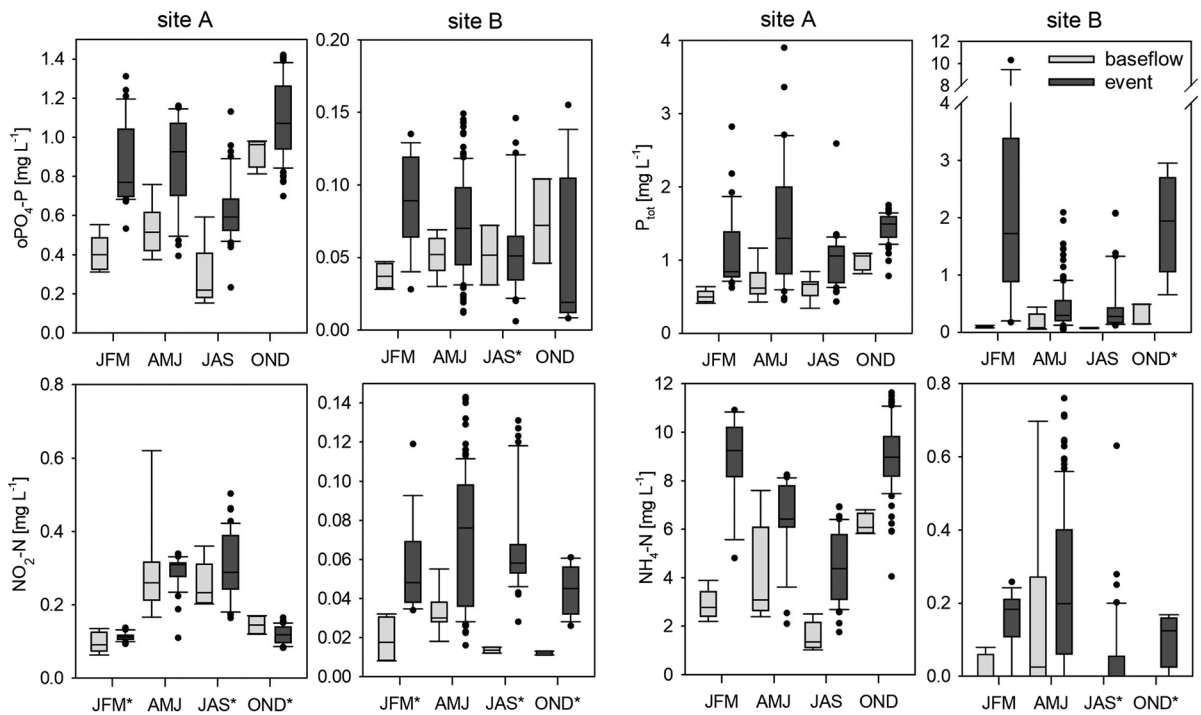 site A
site B
site A
site B
oPO₄-P [mg L⁻¹]
1.4
1.2
1.0
0.8
0.6
0.4
0.2
0.0
JFM AMJ JAS OND
0.20
0.15
0.10
0.05
0.00
JFM AMJ JAS* OND
Pₜₒₜ [mg L⁻¹]
4
3
2
1
0
JFM AMJ JAS OND
12
10
8
4
3
2
1
0
baseflow
event
JFM AMJ JAS OND*
NO₂-N [mg L⁻¹]
0.8
0.6
0.4
0.2
0.0
JFM* AMJ JAS* OND*
0.14
0.12
0.10
0.08
0.06
0.04
0.02
0.00
JFM* AMJ JAS* OND*
NH₄-N [mg L⁻¹]
12
10
8
6
4
2
0
JFM AMJ JAS OND
0.8
0.6
0.4
0.2
0.0
JFM AMJ JAS* OND*